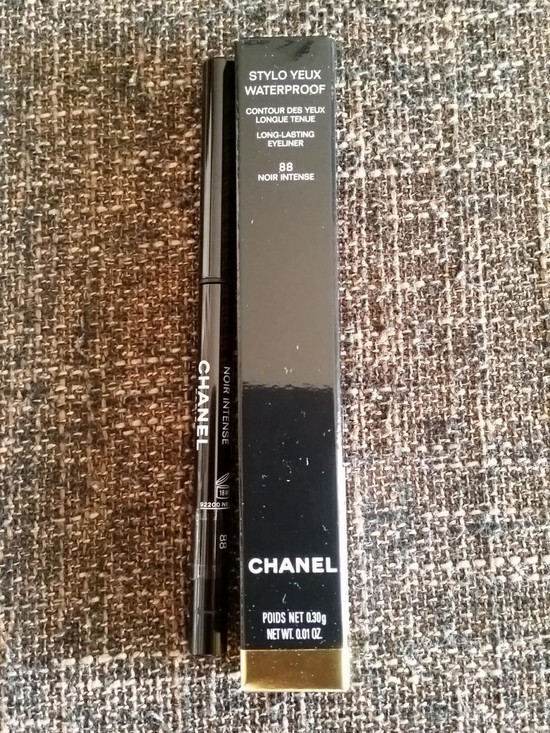 STYLO YEUX
WATERPROOF
CONTOUR DES YEUX
LONGUE TENUE
LONG-LASTING
EYELINER
88
NOIR INTENSE
CHANEL
POIDS NET 0.30g
NET WT. 0.01 OZ.
NOIR INTENSE
CHANEL
18M
88